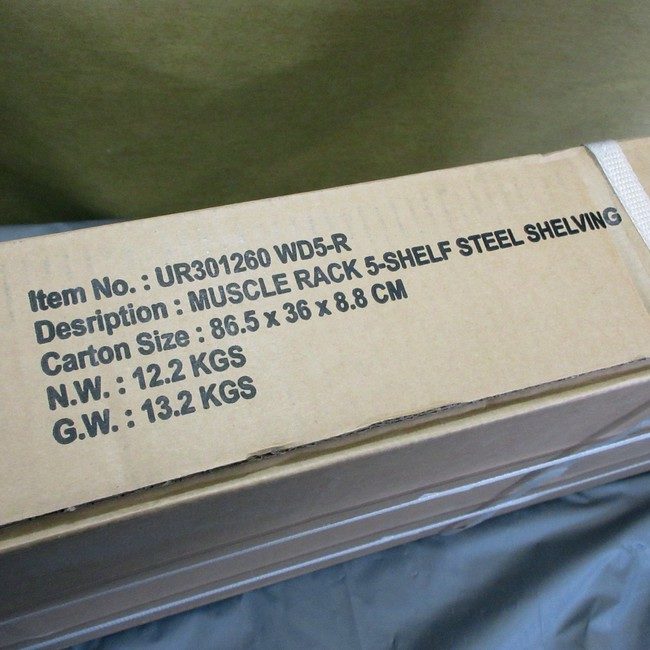 Item No. : UR301260 WD5-R
Desription : MUSCLE RACK 5-SHELF STEEL SHELVING
Carton Size : 86.5 x 36 x 8.8 CM
N.W. : 12.2 KGS
G.W. : 13.2 KGS